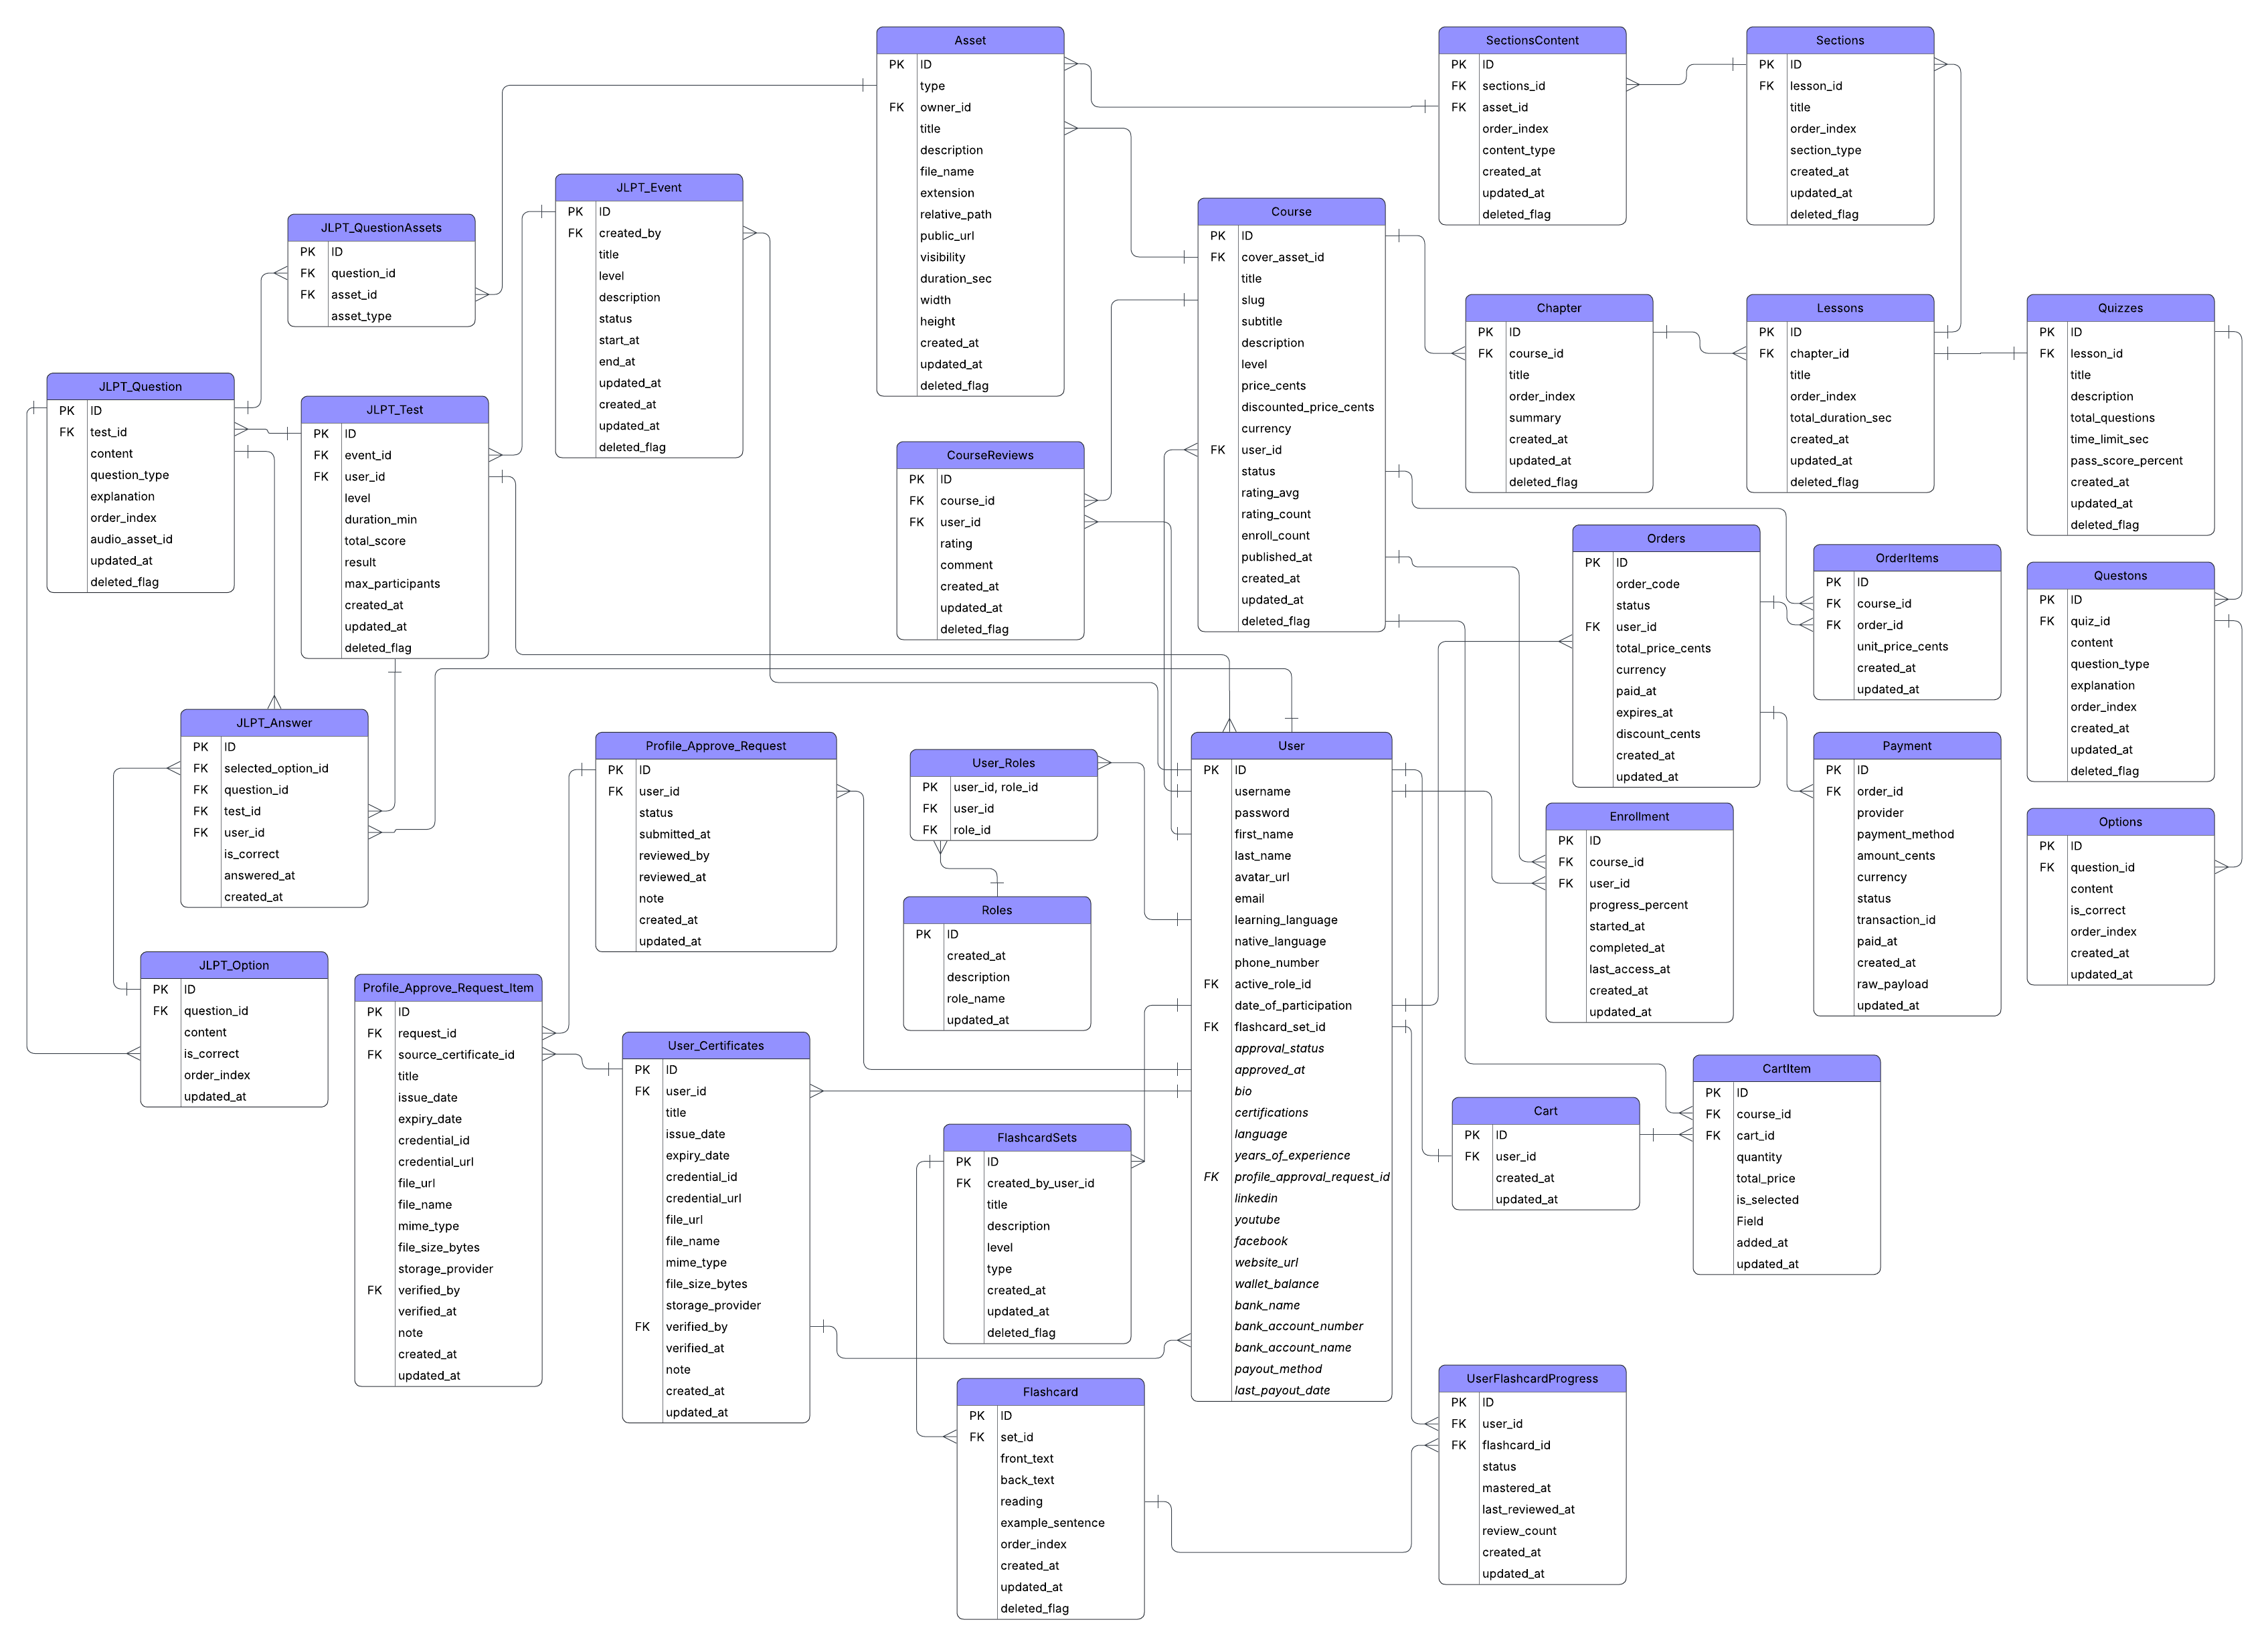 Asset
PK ID
type
FK owner_id
title
description
file_name
extension
relative_path
public_url
visibility
duration_sec
width
height
created_at
updated_at
deleted_flag
SectionsContent
PK ID
FK sections_id
FK asset_id
order_index
content_type
created_at
updated_at
deleted_flag
Sections
PK ID
FK lesson_id
title
order_index
section_type
created_at
updated_at
deleted_flag
JLPT_Event
PK ID
FK created_by
title
level
description
status
start_at
end_at
updated_at
created_at
updated_at
deleted_flag
JLPT_QuestionAssets
PK ID
FK question_id
FK asset_id
asset_type
Course
PK ID
FK cover_asset_id
title
slug
subtitle
description
level
price_cents
discounted_price_cents
currency
FK user_id
status
rating_avg
rating_count
enroll_count
published_at
created_at
updated_at
deleted_flag
Chapter
PK ID
FK course_id
title
order_index
summary
created_at
updated_at
deleted_flag
Lessons
PK ID
FK chapter_id
title
order_index
total_duration_sec
created_at
updated_at
deleted_flag
Quizzes
PK ID
FK lesson_id
title
description
total_questions
time_limit_sec
pass_score_percent
created_at
updated_at
deleted_flag
JLPT_Question
PK ID
FK test_id
content
question_type
explanation
order_index
audio_asset_id
updated_at
deleted_flag
JLPT_Test
PK ID
FK event_id
FK user_id
level
duration_min
total_score
result
max_participants
created_at
updated_at
deleted_flag
CourseReviews
PK ID
FK course_id
FK user_id
rating
comment
created_at
updated_at
deleted_flag
Orders
PK ID
order_code
status
FK user_id
total_price_cents
currency
paid_at
expires_at
discount_cents
created_at
updated_at
OrderItems
PK ID
FK course_id
FK order_id
unit_price_cents
created_at
updated_at
Questons
PK ID
FK quiz_id
content
question_type
explanation
order_index
created_at
updated_at
deleted_flag
JLPT_Answer
PK ID
FK selected_option_id
FK question_id
FK test_id
FK user_id
is_correct
answered_at
created_at
Profile_Approve_Request
PK ID
FK user_id
status
submitted_at
reviewed_by
reviewed_at
note
created_at
updated_at
User_Roles
PK user_id, role_id
FK user_id
FK role_id
User
PK ID
username
password
first_name
last_name
avatar_url
email
learning_language
native_language
phone_number
FK active_role_id
date_of_participation
FK flashcard_set_id
approval_status
approved_at
bio
certifications
language
years_of_experience
FK profile_approval_request_id
linkedin
youtube
facebook
website_url
wallet_balance
bank_name
bank_account_number
bank_account_name
payout_method
last_payout_date
Payment
PK ID
FK order_id
provider
payment_method
amount_cents
currency
status
transaction_id
paid_at
created_at
raw_payload
updated_at
Enrollment
PK ID
FK course_id
FK user_id
progress_percent
started_at
completed_at
last_access_at
created_at
updated_at
Options
PK ID
FK question_id
content
is_correct
order_index
created_at
updated_at
Roles
PK ID
created_at
description
role_name
updated_at
JLPT_Option
PK ID
FK question_id
content
is_correct
order_index
updated_at
Profile_Approve_Request_Item
PK ID
FK request_id
FK source_certificate_id
title
issue_date
expiry_date
credential_id
credential_url
file_url
file_name
mime_type
file_size_bytes
storage_provider
FK verified_by
verified_at
note
created_at
updated_at
User_Certificates
PK ID
FK user_id
title
issue_date
expiry_date
credential_id
credential_url
file_url
file_name
mime_type
file_size_bytes
storage_provider
FK verified_by
verified_at
note
created_at
updated_at
FlashcardSets
PK ID
FK created_by_user_id
title
description
level
type
created_at
updated_at
deleted_flag
Cart
PK ID
FK user_id
created_at
updated_at
CartItem
PK ID
FK course_id
FK cart_id
quantity
total_price
is_selected
Field
added_at
updated_at
Flashcard
PK ID
FK set_id
front_text
back_text
reading
example_sentence
order_index
created_at
updated_at
deleted_flag
UserFlashcardProgress
PK ID
FK user_id
FK flashcard_id
status
mastered_at
last_reviewed_at
review_count
created_at
updated_at